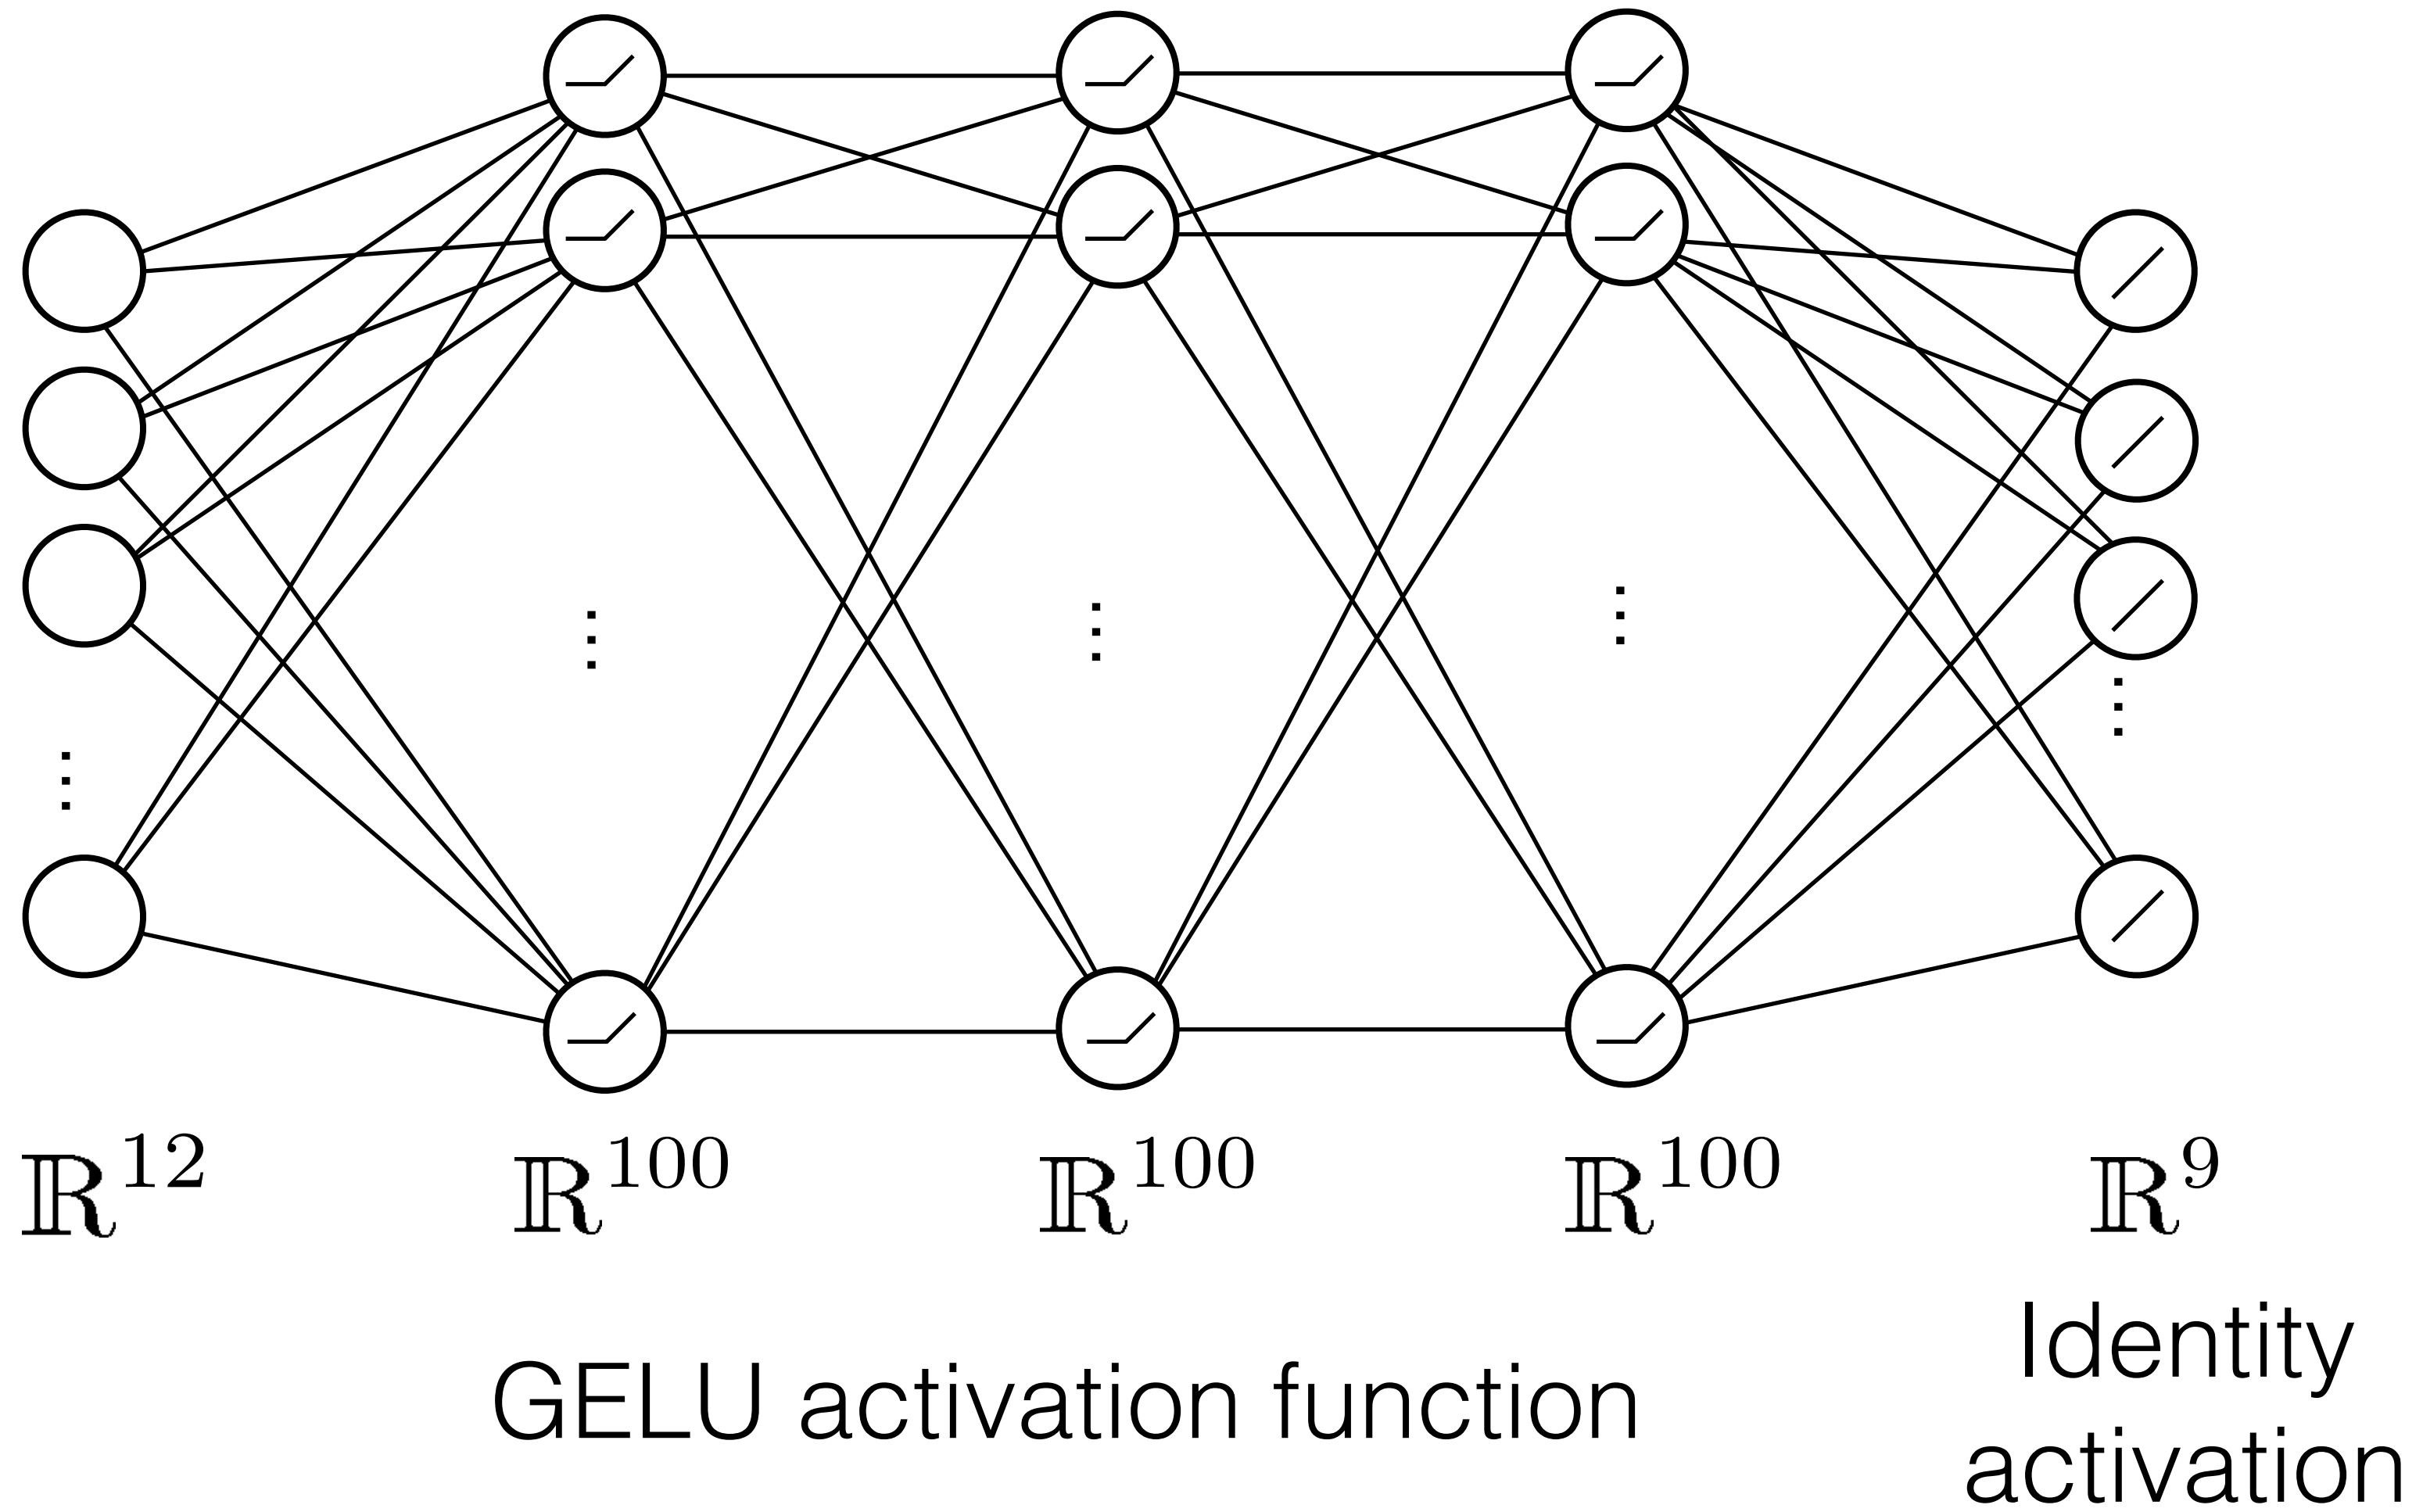 ℝ¹² ℝ¹⁰⁰ ℝ¹⁰⁰ ℝ¹⁰⁰ ℝ⁹
GELU activation function
Identity
activation